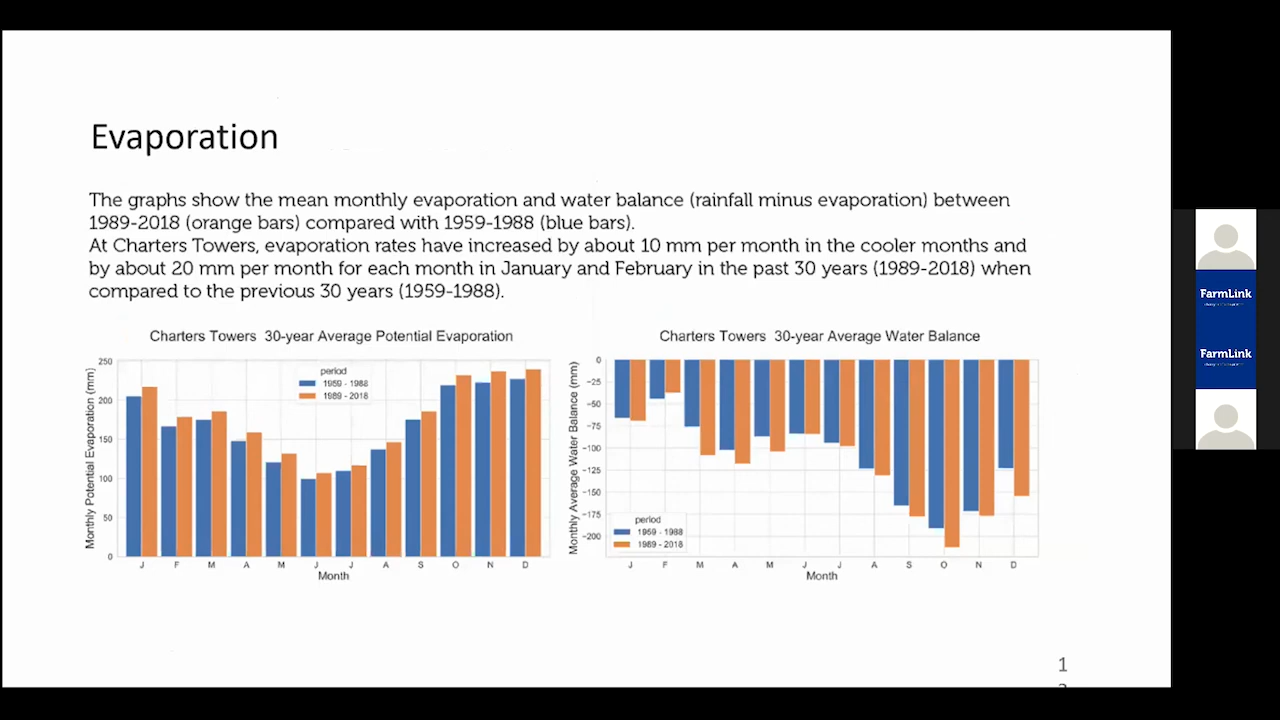 Evaporation
The graphs show the mean monthly evaporation and water balance (rainfall minus evaporation) between
1989-2018 (orange bars) compared with 1959-1988 (blue bars).
At Charters Towers, evaporation rates have increased by about 10 mm per month in the cooler months and
by about 20 mm per month for each month in January and February in the past 30 years (1989-2018) when
compared to the previous 30 years (1959-1988).
Charters Towers 30-year Average Potential Evaporation
Monthly Potential Evaporation (mm)
250
200
150
100
50
0
period
1959 - 1988
1989 - 2018
J F M A M J J A S O N D
Month
Charters Towers 30-year Average Water Balance
Monthly Average Water Balance (mm)
0
−25
−50
−75
−100
−125
−150
−175
−200
period
1959 - 1988
1989 - 2018
J F M A M J J A S O N D
Month
FarmLink
FarmLink
1